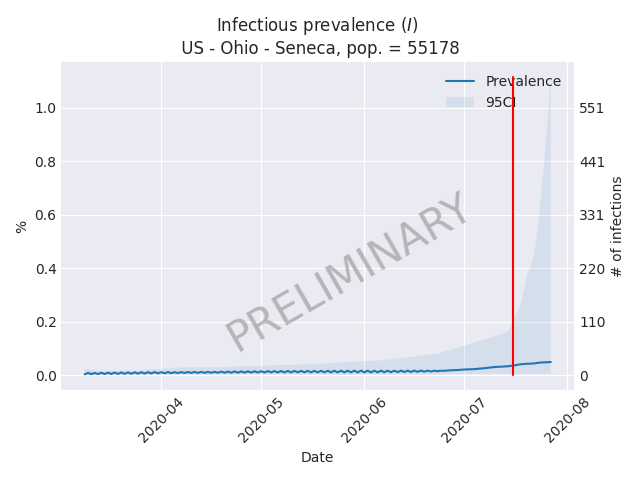 Infectious prevalence (I)
US - Ohio - Seneca, pop. = 55178
Prevalence
95CI
1.0
0.8
0.6
0.4
0.2
0.0
%
551
441
331
220
110
0
# of infections
PRELIMINARY
2020-04
2020-05
2020-06
2020-07
2020-08
Date